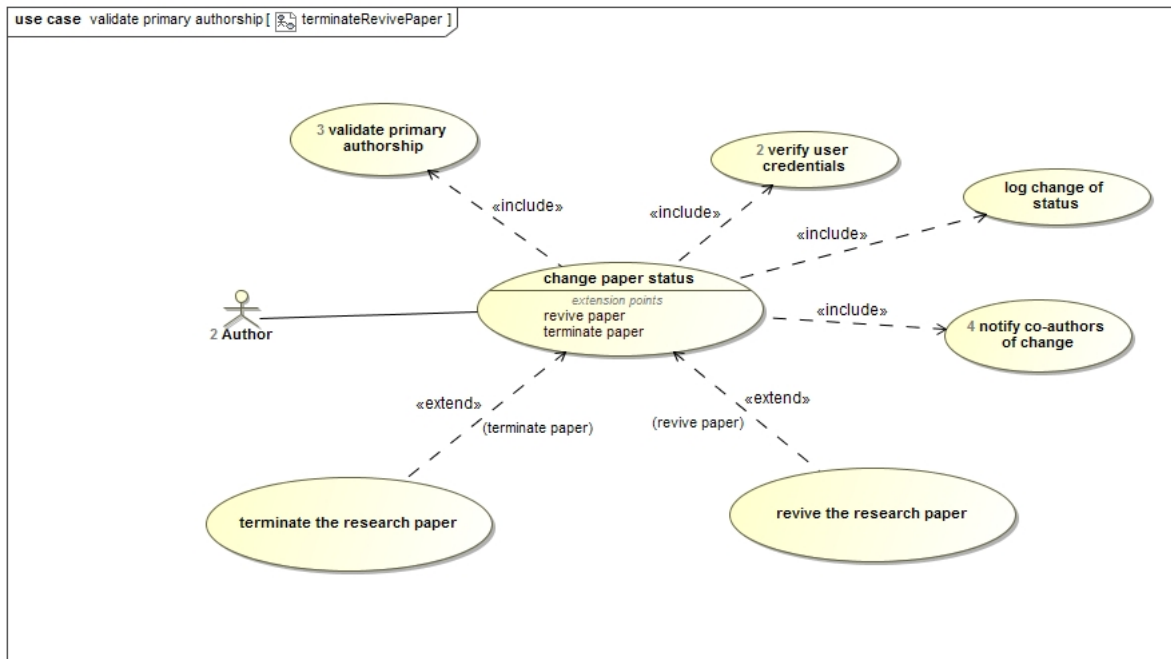 use case validate primary authorship [ terminateRevivePaper ]
3 validate primary
authorship
2 verify user
credentials
log change of
status
«include»
«include»
«include»
change paper status
extension points
revive paper
terminate paper
«include»
4 notify co-authors
of change
2 Author
«extend»
(terminate paper)
«extend»
(revive paper)
terminate the research paper
revive the research paper